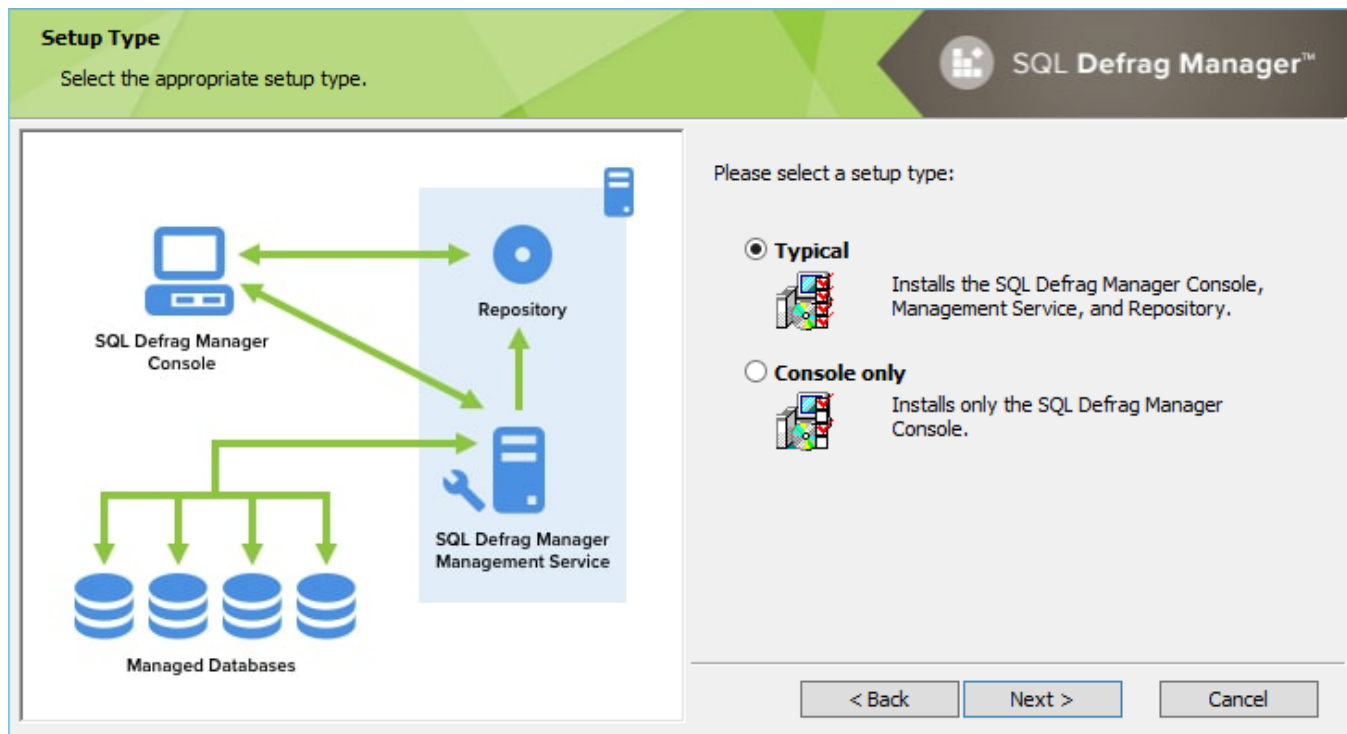 Setup Type
Select the appropriate setup type.
SQL Defrag Manager™
Repository
SQL Defrag Manager
Console
SQL Defrag Manager
Management Service
Managed Databases
Please select a setup type:
Typical
Installs the SQL Defrag Manager Console,
Management Service, and Repository.
Console only
Installs only the SQL Defrag Manager
Console.
< Back
Next >
Cancel